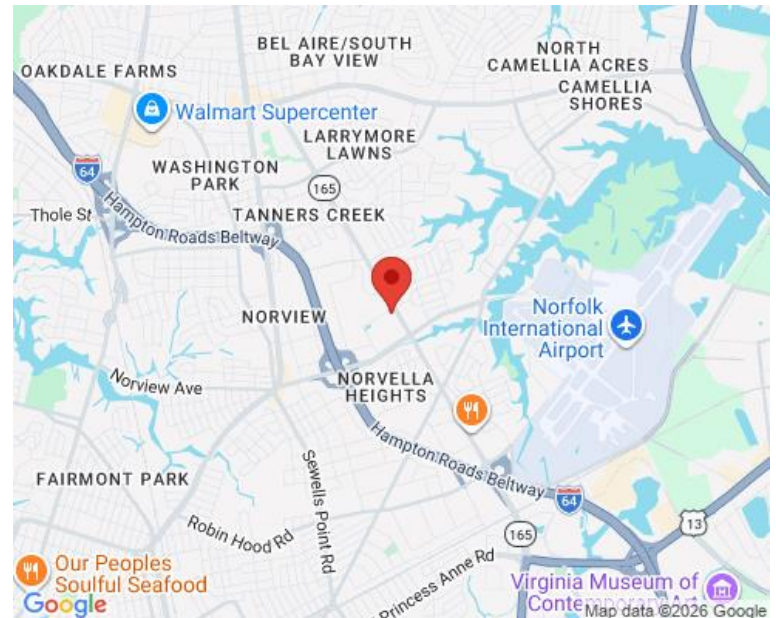 BEL AIRE/SOUTH
BAY VIEW
NORTH
CAMELLIA ACRES
OAKDALE FARMS
CAMELLIA
SHORES
Walmart Supercenter
LARRYMORE
LAWNS
WASHINGTON
PARK
64
165
Thole St
TANNERS CREEK
Hampton Roads Beltway
NORVIEW
Norfolk
International
Airport
Norview Ave
NORVELLA
HEIGHTS
Hampton Roads Beltway
FAIRMONT PARK
Sewells Point Rd
64
Robin Hood Rd
165
13
Princess Anne Rd
Our Peoples
Soulful Seafood
Virginia Museum of
Contemporary Art
Google
Map data ©2026 Google